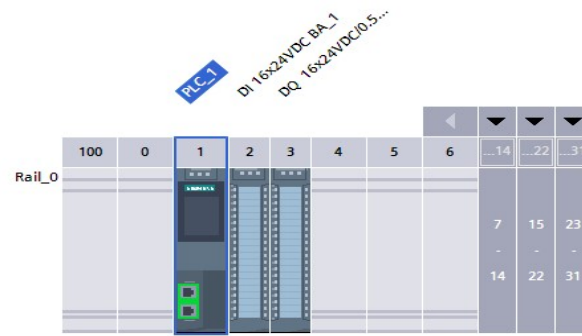 PLC_1
DI 16x24VDC BA_1
DQ 16x24VDC/0.5...
100 0 1 2 3 4 5 6 ...14 ...22 ...31
Rail_0
SIEMENS
7 15 23
- - -
14 22 31